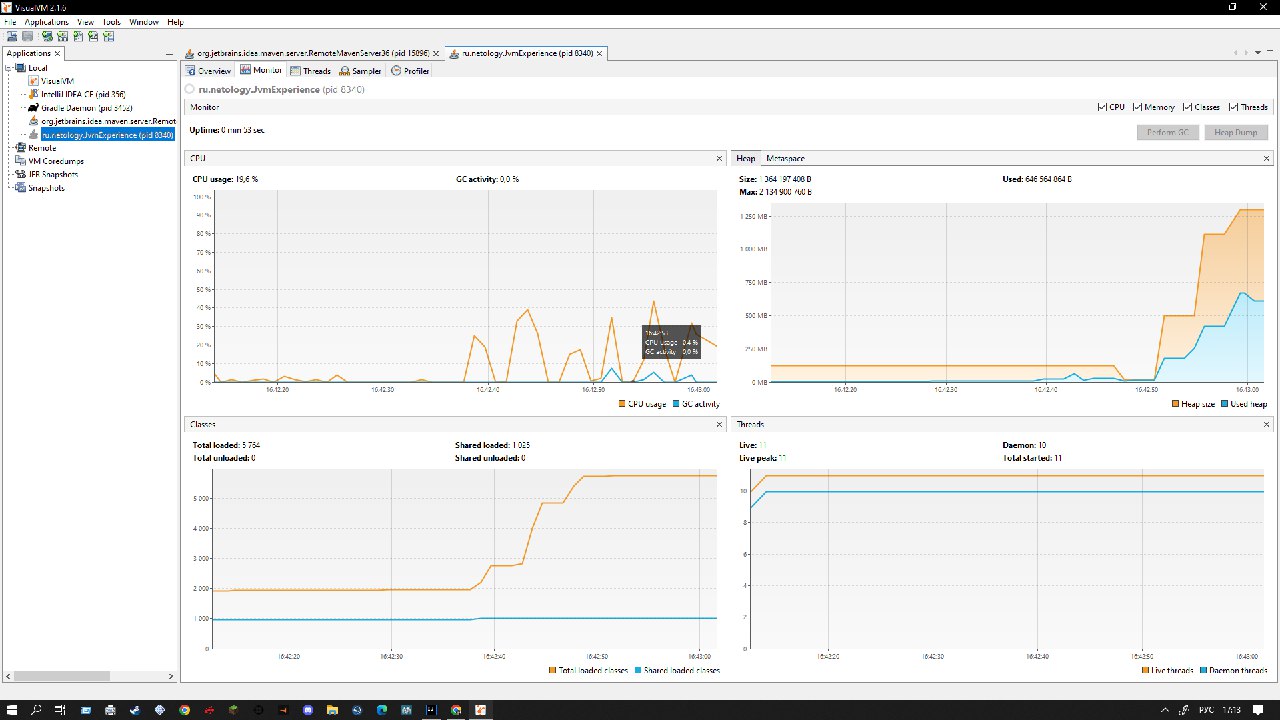 VisualVM 2.1.6
File Applications View Tools Window Help
Applications
org.jetbrains.idea.maven.server.RemoteMavenServer36 (pid 15896)
ru.netology.JvmExperience (pid 8340)
Local
VisualVM
IntelliJ IDEA CE (pid 856)
Gradle Daemon (pid 5452)
org.jetbrains.idea.maven.server.Remot
ru.netology.JvmExperience (pid 8340)
Remote
VM Coredumps
JFR Snapshots
Snapshots
Overview Monitor Threads Sampler Profiler
ru.netology.JvmExperience (pid 8340)
Monitor
CPU Memory Classes Threads
Uptime: 0 min 53 sec
Perform GC Heap Dump
CPU
CPU usage: 19,6 % GC activity: 0,0 %
100 %
90 %
80 %
70 %
60 %
50 %
40 %
30 %
20 %
10 %
0 %
CPU usage 0,4 %
GC activity 0,0 %
16:42:20 16:42:30 16:42:40 16:42:50 16:43:00
CPU usage GC activity
Heap Metaspace
Size: 1 364 197 408 B Used: 646 564 864 B
Max: 2 134 900 760 B
1 250 MB
1 000 MB
750 MB
500 MB
250 MB
0 MB
16:42:20 16:42:30 16:42:40 16:42:50 16:43:00
Heap size Used heap
Classes
Total loaded: 5 764 Shared loaded: 1 025
Total unloaded: 0 Shared unloaded: 0
5 000
4 000
3 000
2 000
1 000
0
16:42:20 16:42:30 16:42:40 16:42:50 16:43:00
Total loaded classes Shared loaded classes
Threads
Live: 11 Daemon: 10
Live peak: 11 Total started: 11
10
8
6
4
2
0
16:42:20 16:42:30 16:42:40 16:42:50 16:43:00
Live threads Daemon threads
РУС 17:13